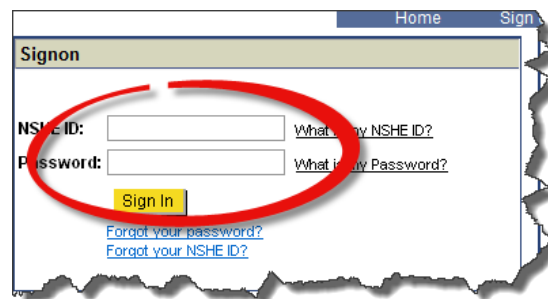 Home Sign
Signon
NSHE ID: What is my NSHE ID?
Password: What is my Password?
Sign In
Forgot your password?
Forgot your NSHE ID?